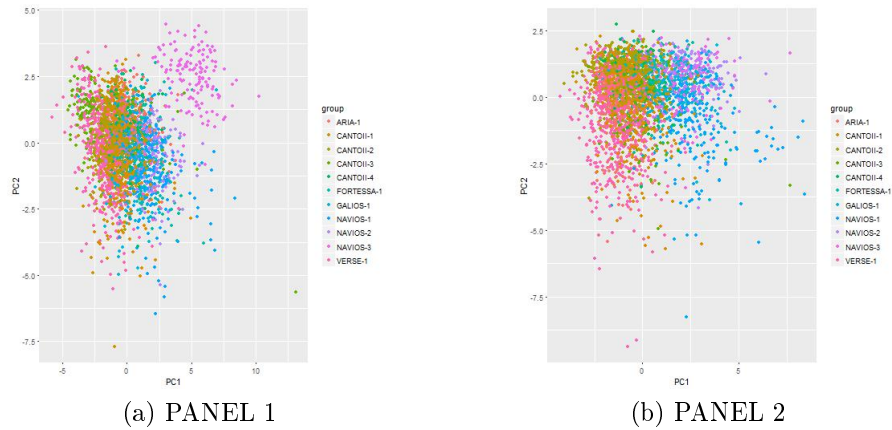 5.0
2.5
0.0
-2.5
-5.0
-7.5
PC2
-5
0
5
10
PC1
group
ARIA-1
CANTOII-1
CANTOII-2
CANTOII-3
CANTOII-4
FORTESSA-1
GALIOS-1
NAVIOS-1
NAVIOS-2
NAVIOS-3
VERSE-1
(a) PANEL 1
2.5
0.0
-2.5
-5.0
-7.5
PC2
0
5
PC1
group
ARIA-1
CANTOII-1
CANTOII-2
CANTOII-3
CANTOII-4
FORTESSA-1
GALIOS-1
NAVIOS-1
NAVIOS-2
NAVIOS-3
VERSE-1
(b) PANEL 2